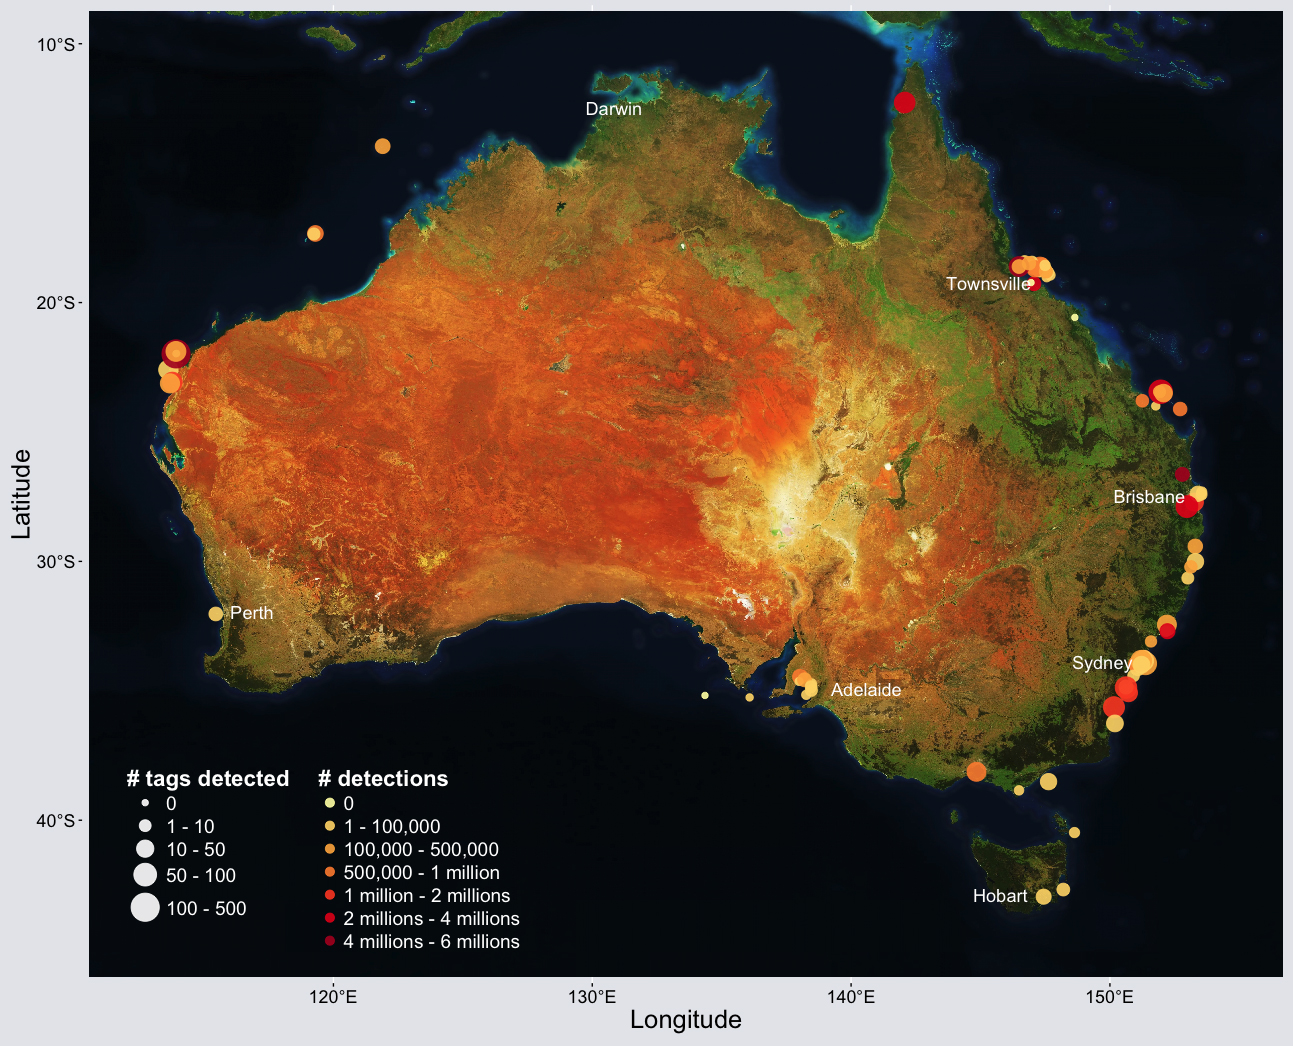 10°S
20°S
30°S
40°S
Latitude
Darwin
Townsville
Brisbane
Perth
Sydney
Adelaide
Hobart
# tags detected
0
1 - 10
10 - 50
50 - 100
100 - 500
# detections
0
1 - 100,000
100,000 - 500,000
500,000 - 1 million
1 million - 2 millions
2 millions - 4 millions
4 millions - 6 millions
120°E
130°E
140°E
150°E
Longitude